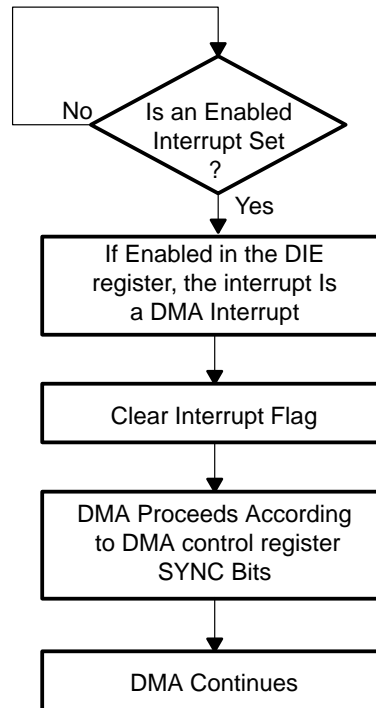 No
Is an Enabled
Interrupt Set
?
Yes
If Enabled in the DIE
register, the interrupt Is
a DMA Interrupt
Clear Interrupt Flag
DMA Proceeds According
to DMA control register
SYNC Bits
DMA Continues